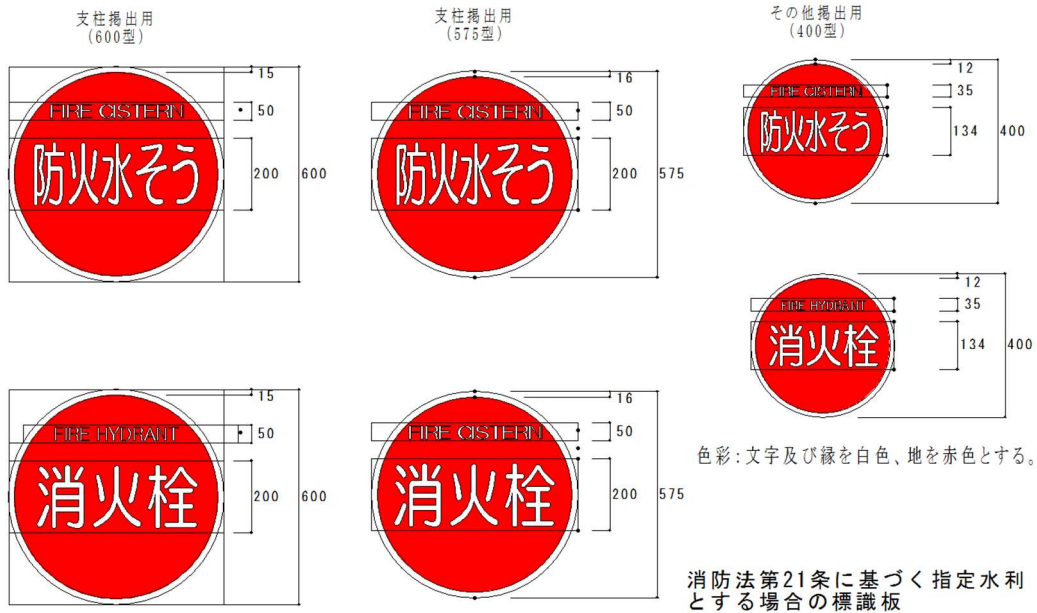 支柱掲出用
(600型)
15
FIRE CISTERN
50
防火水そう
200
600
支柱掲出用
(575型)
16
FIRE CISTERN
50
防火水そう
200
575
その他掲出用
(400型)
12
FIRE CISTERN
35
防火水そう
134
400
12
FIRE HYDRANT
35
消火栓
134
400
15
FIRE HYDRANT
50
消火栓
200
600
16
FIRE CISTERN
50
消火栓
200
575
色彩:文字及び縁を白色、地を赤色とする。
消防法第21条に基づく指定水利
とする場合の標識板